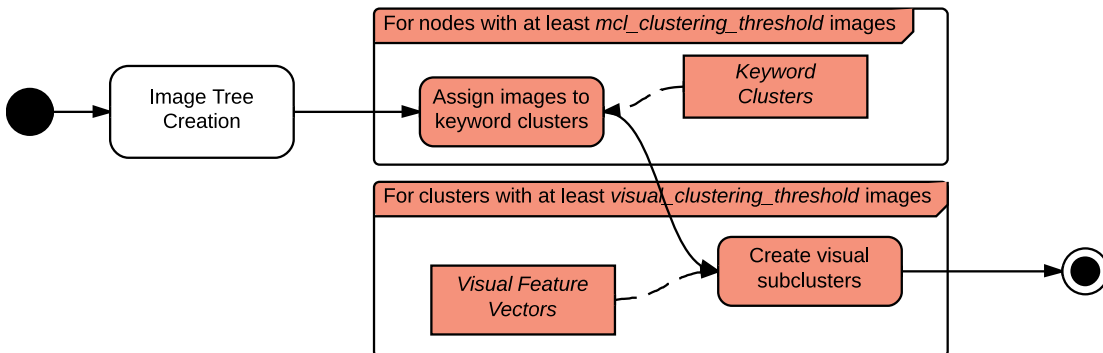 For nodes with at least mcl_clustering_threshold images
Image Tree
Creation
Assign images to
keyword clusters
Keyword
Clusters
For clusters with at least visual_clustering_threshold images
Visual Feature
Vectors
Create visual
subclusters